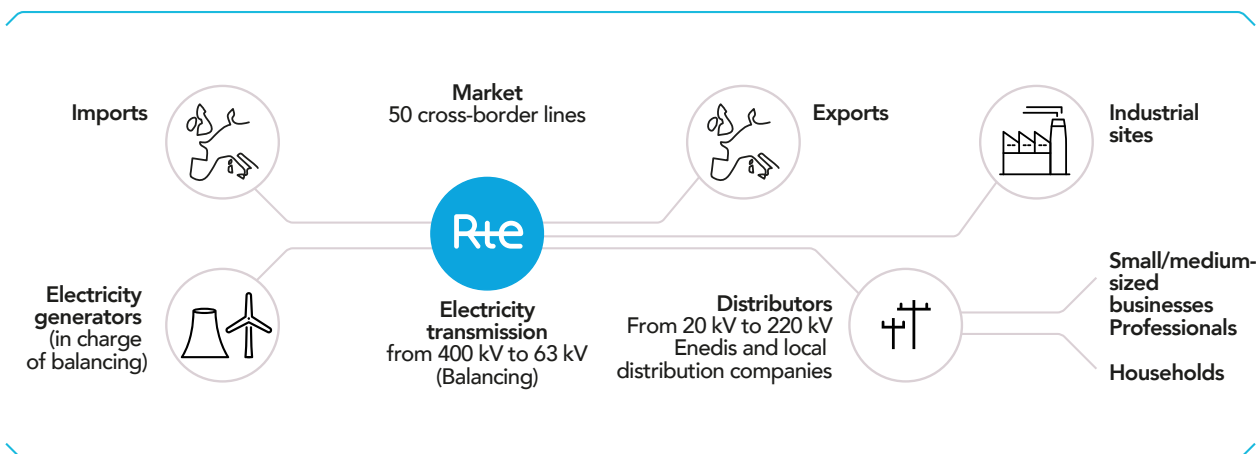 Imports
Market
50 cross-border lines
Exports
Industrial
sites
Rte
Electricity
generators
(in charge
of balancing)
Electricity
transmission
from 400 kV to 63 kV
(Balancing)
Distributors
From 20 kV to 220 kV
Enedis and local
distribution companies
Small/medium-
sized
businesses
Professionals
Households